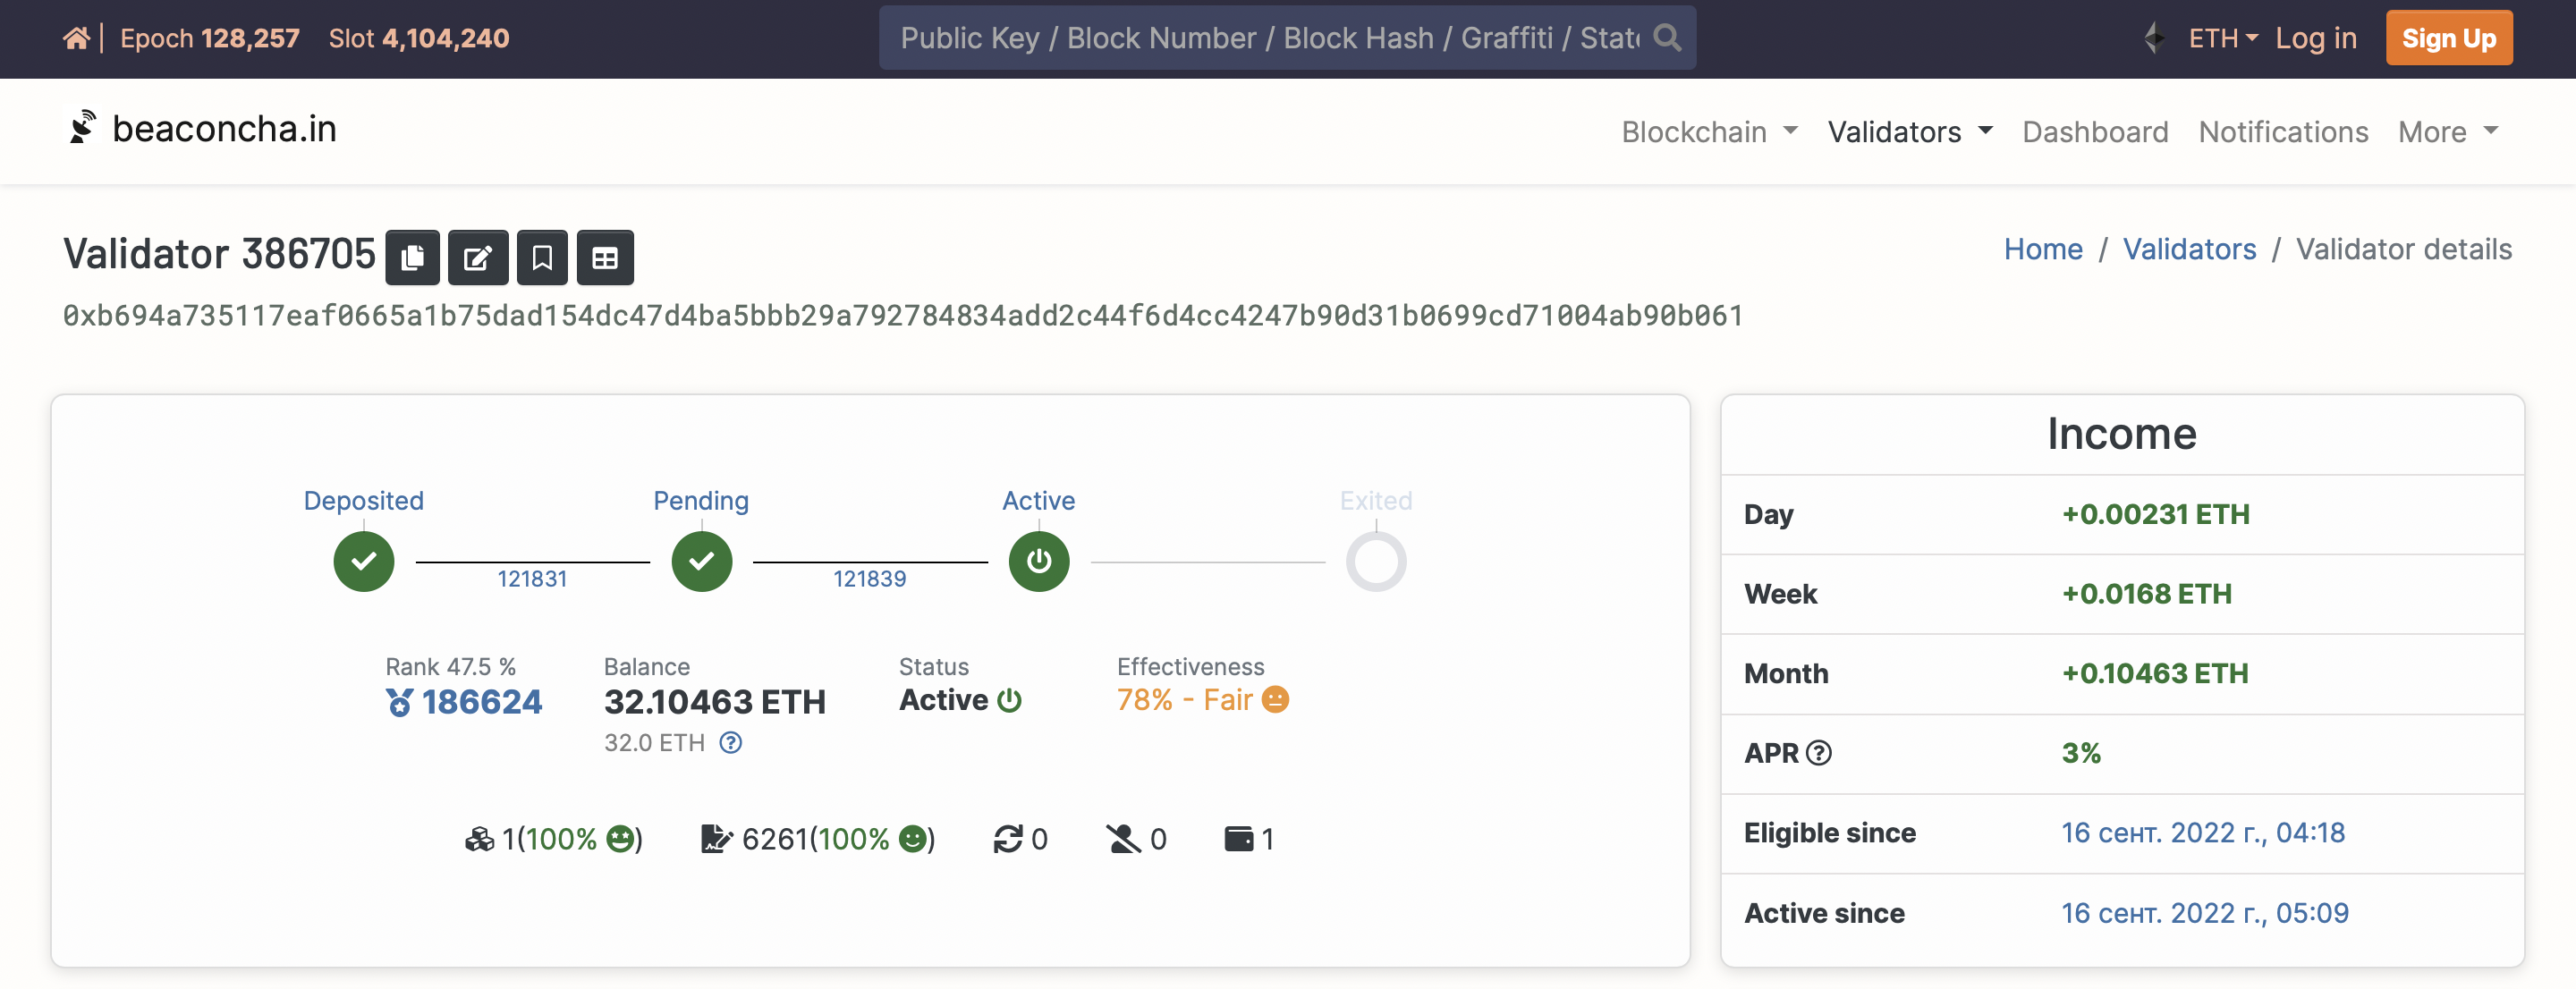 Epoch 128,257 Slot 4,104,240
Public Key / Block Number / Block Hash / Graffiti /
ETH Log in Sign Up
beaconcha.in
Blockchain Validators Dashboard Notifications More
Validator 386705
Home / Validators / Validator details
0xb694a735117eaf0665a1b75dad154dc47d4ba5bbb29a792784834add2c44f6d4cc4247b90d31b0699cd71004ab90b061
Deposited Pending Active Exited
121831 121839
Rank 47.5 % Balance Status Effectiveness
186624 32.10463 ETH Active 78% - Fair
32.0 ETH ?
1(100% ) 6261(100% ) 0 0 1
Income
Day +0.00231 ETH
Week +0.0168 ETH
Month +0.10463 ETH
APR ? 3%
Eligible since 16 сент. 2022 г., 04:18
Active since 16 сент. 2022 г., 05:09